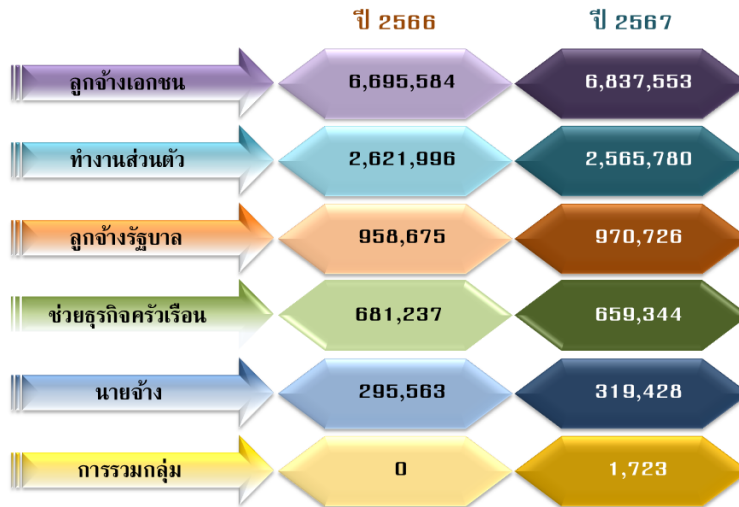 ปี 2566 ปี 2567
ลูกจ้างเอกชน 6,695,584 6,837,553
ทำงานส่วนตัว 2,621,996 2,565,780
ลูกจ้างรัฐบาล 958,675 970,726
ช่วยธุรกิจครัวเรือน 681,237 659,344
นายจ้าง 295,563 319,428
การรวมกลุ่ม 0 1,723